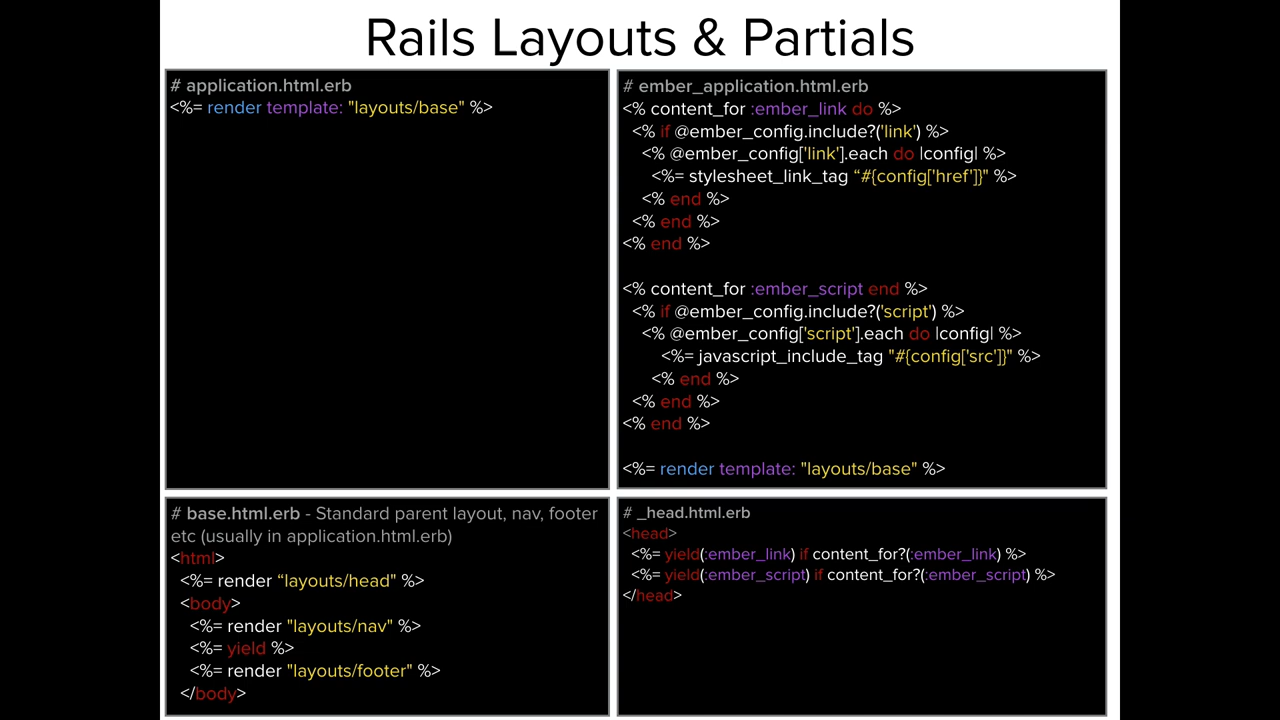 Rails Layouts & Partials
# application.html.erb
<%= render template: "layouts/base" %>
# ember_application.html.erb
<% content_for :ember_link do %>
<% if @ember_config.include?('link') %>
<% @ember_config['link'].each do |config| %>
<%= stylesheet_link_tag “#{config['href']}" %>
<% end %>
<% end %>
<% end %>
<% content_for :ember_script end %>
<% if @ember_config.include?('script') %>
<% @ember_config['script'].each do |config| %>
<%= javascript_include_tag "#{config['src']}" %>
<% end %>
<% end %>
<% end %>
<%= render template: "layouts/base" %>
# base.html.erb - Standard parent layout, nav, footer
etc (usually in application.html.erb)
<html>
<%= render “layouts/head" %>
<body>
<%= render "layouts/nav" %>
<%= yield %>
<%= render "layouts/footer" %>
</body>
# _head.html.erb
<head>
<%= yield(:ember_link) if content_for?(:ember_link) %>
<%= yield(:ember_script) if content_for?(:ember_script) %>
</head>